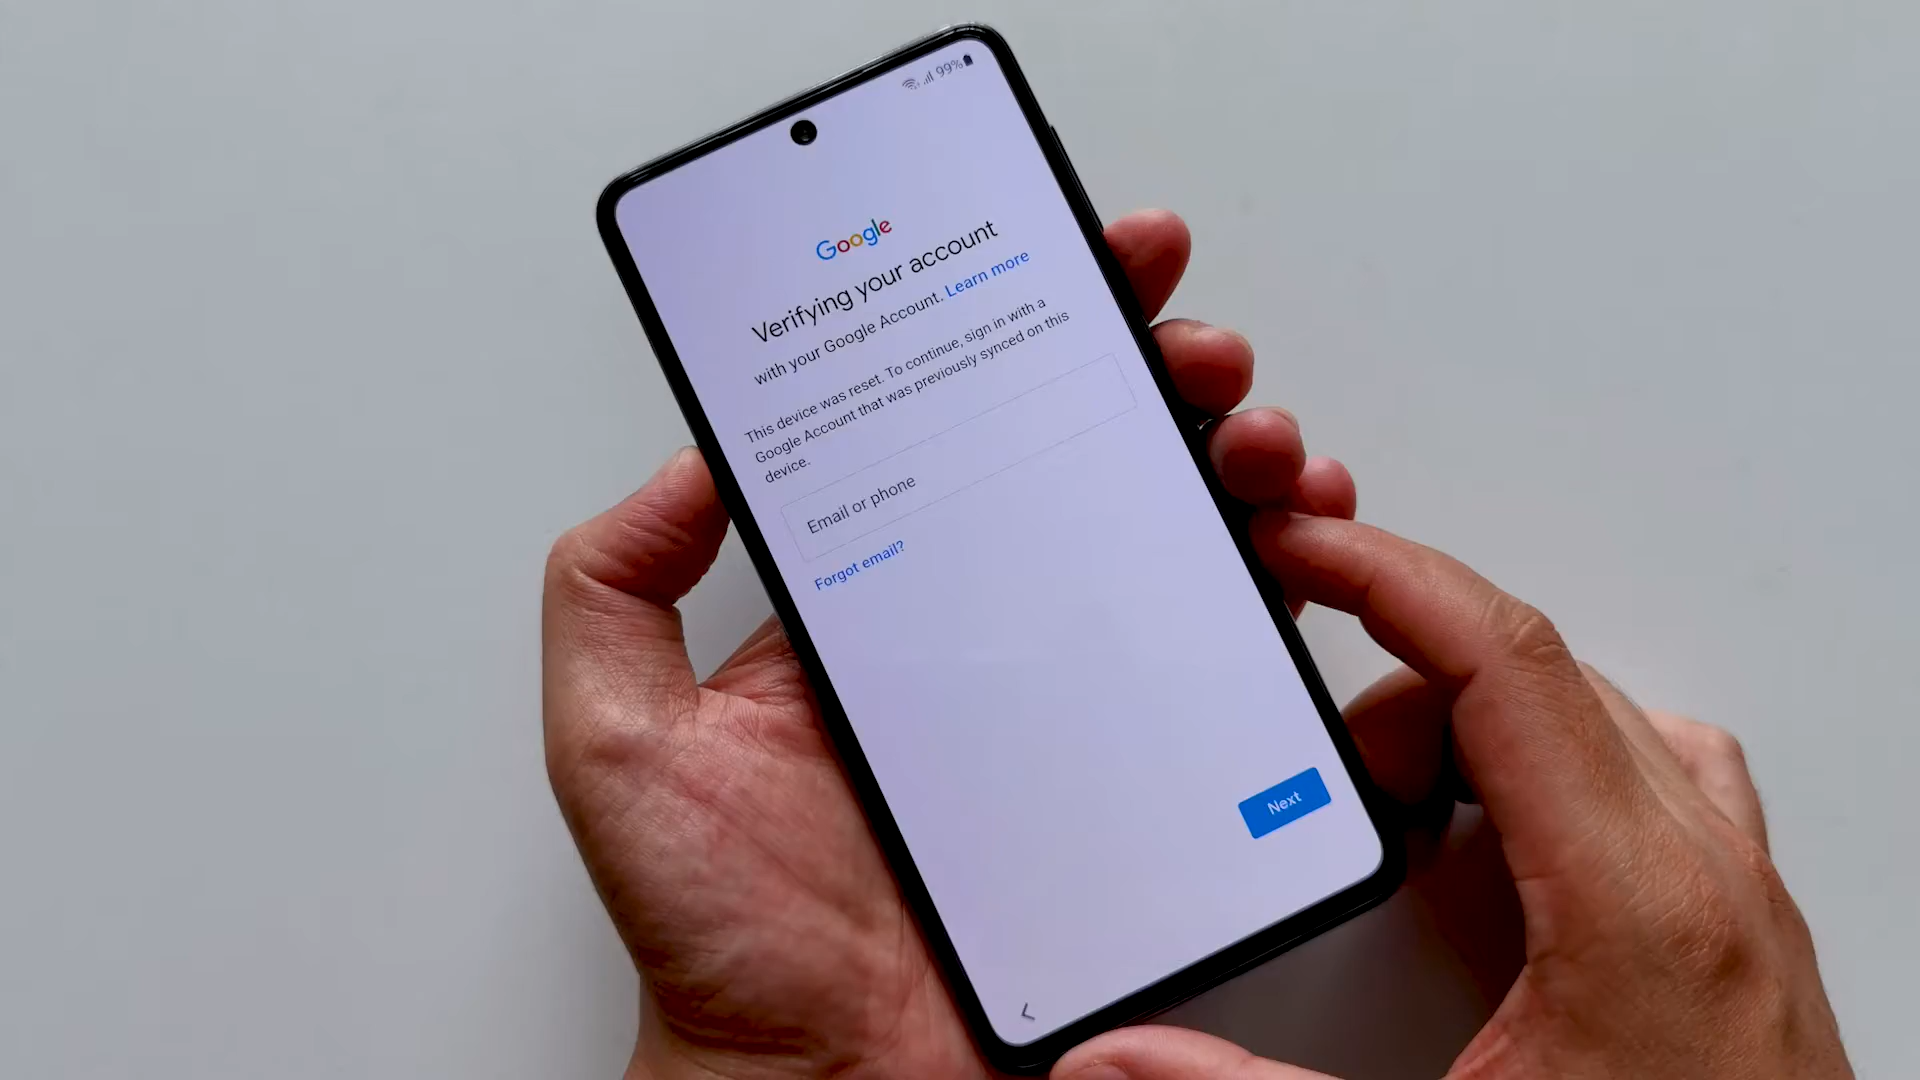 99%
Google
Verifying your account
with your Google Account. Learn more
This device was reset. To continue, sign in with a
Google Account that was previously synced on this
device.
Email or phone
Forgot email?
Next